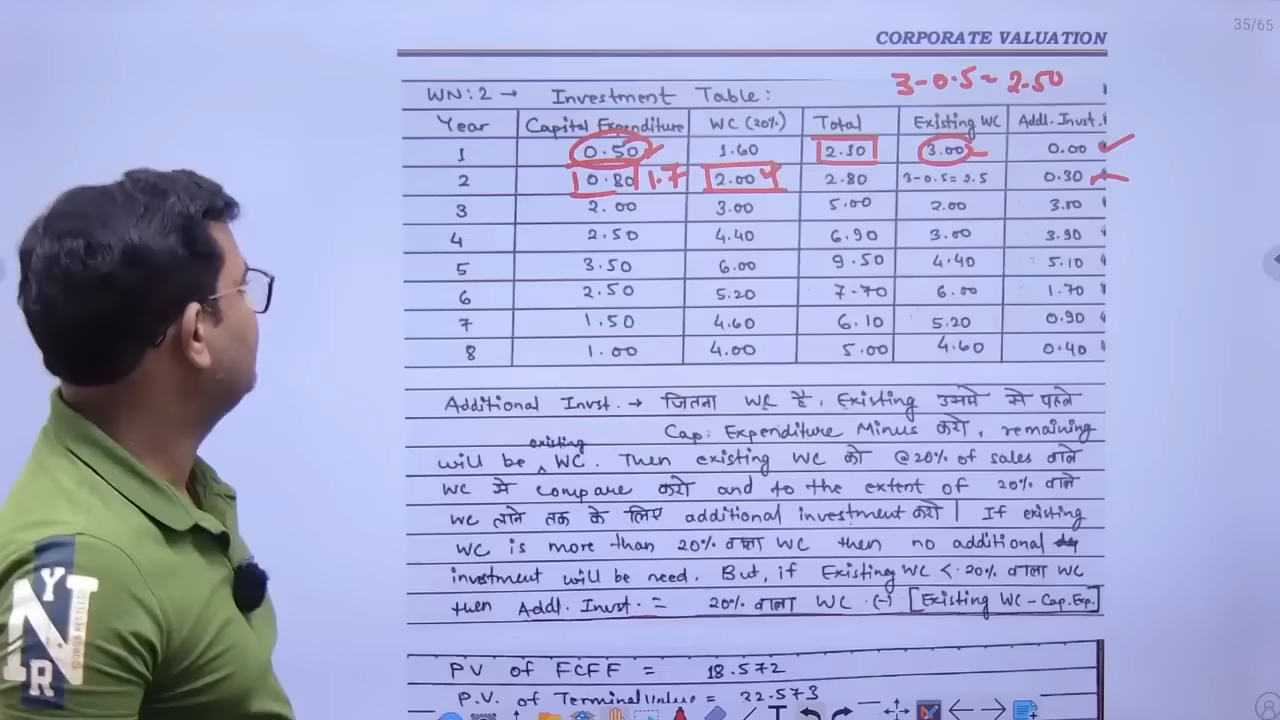 35/65
CORPORATE VALUATION
3-0.5= 2.50
WN:2 → Investment Table:
Year Capital Expenditure WC (20%) Total Existing WC Addl. Invst.
1 0.50 1.60 2.10 3.00 0.00
2 0.80 1.7 2.00 2.80 3-0.5=2.5 0.30
3 2.00 3.00 5.00 2.00 3.00
4 2.50 4.40 6.90 3.00 3.90
5 3.50 6.00 9.50 4.40 5.10
6 2.50 5.20 7.70 6.00 1.70
7 1.50 4.60 6.10 5.20 0.90
8 1.00 4.00 5.00 4.60 0.40
Additional Invst. → जितना WC है, Existing उसमे से पहले
Cap: Expenditure Minus करो, remaining
will be existing WC. Then existing WC को @20% of sales वाले
WC से compare करो and to the extent of 20% वाले
WC लाने तक के लिए additional investment करो | If existing
WC is more than 20% वाला WC then no additional
investment will be need. But, if Existing WC < 20% वाला WC
then Addl. Invst. = 20% वाला WC (-) [Existing WC - Cap. Exp.]
PV of FCFF = 18.572
P.V. of Terminal value = 22.573
NYTR